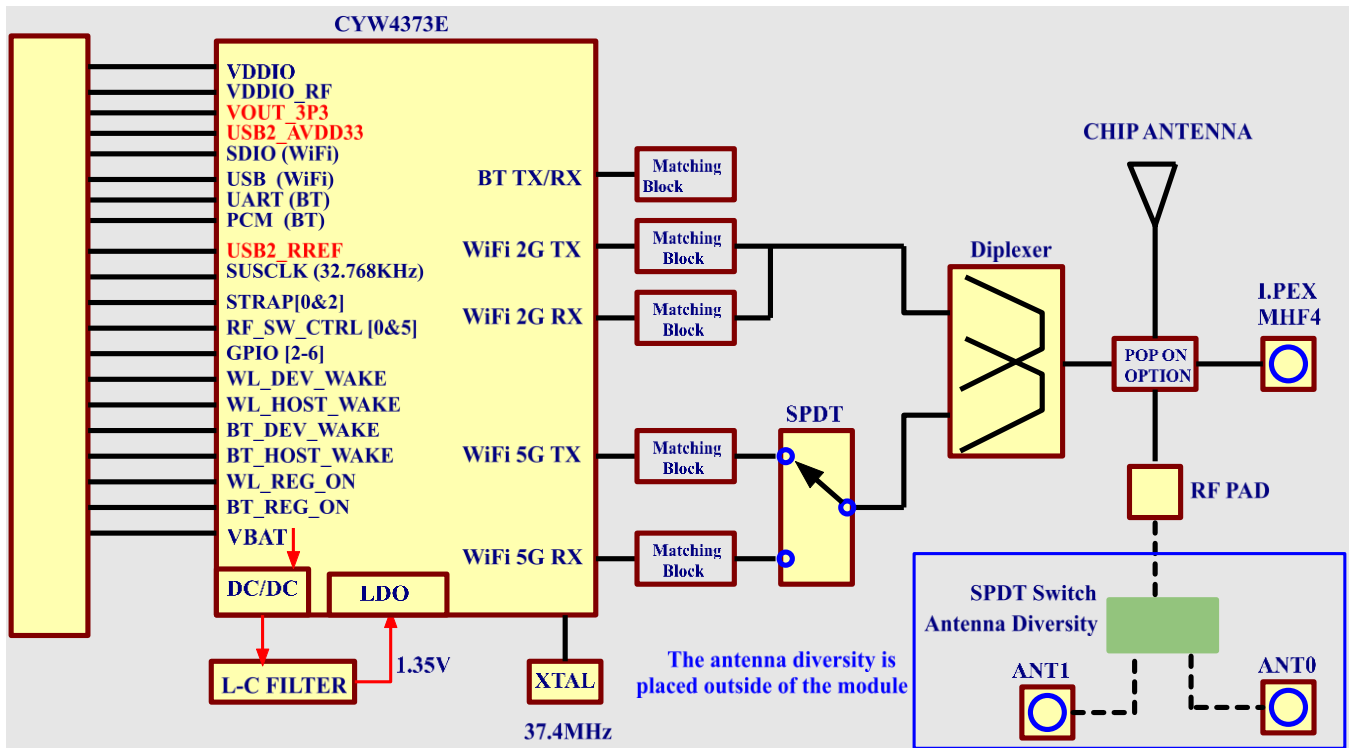 CYW4373E
VDDIO
VDDIO_RF
VOUT_3P3
USB2_AVDD33
SDIO (WiFi)
USB (WiFi)
UART (BT)
PCM (BT)
USB2_RREF
SUSCLK (32.768KHz)
STRAP[0&2]
RF_SW_CTRL [0&5]
GPIO [2-6]
WL_DEV_WAKE
WL_HOST_WAKE
BT_DEV_WAKE
BT_HOST_WAKE
WL_REG_ON
BT_REG_ON
VBAT
DC/DC
LDO
L-C FILTER
1.35V
XTAL
37.4MHz
BT TX/RX
WiFi 2G TX
WiFi 2G RX
WiFi 5G TX
WiFi 5G RX
Matching
Block
Matching
Block
Matching
Block
Matching
Block
Matching
Block
SPDT
Diplexer
CHIP ANTENNA
POP ON
OPTION
I.PEX
MHF4
RF PAD
The antenna diversity is
placed outside of the module
SPDT Switch
Antenna Diversity
ANT1
ANT0